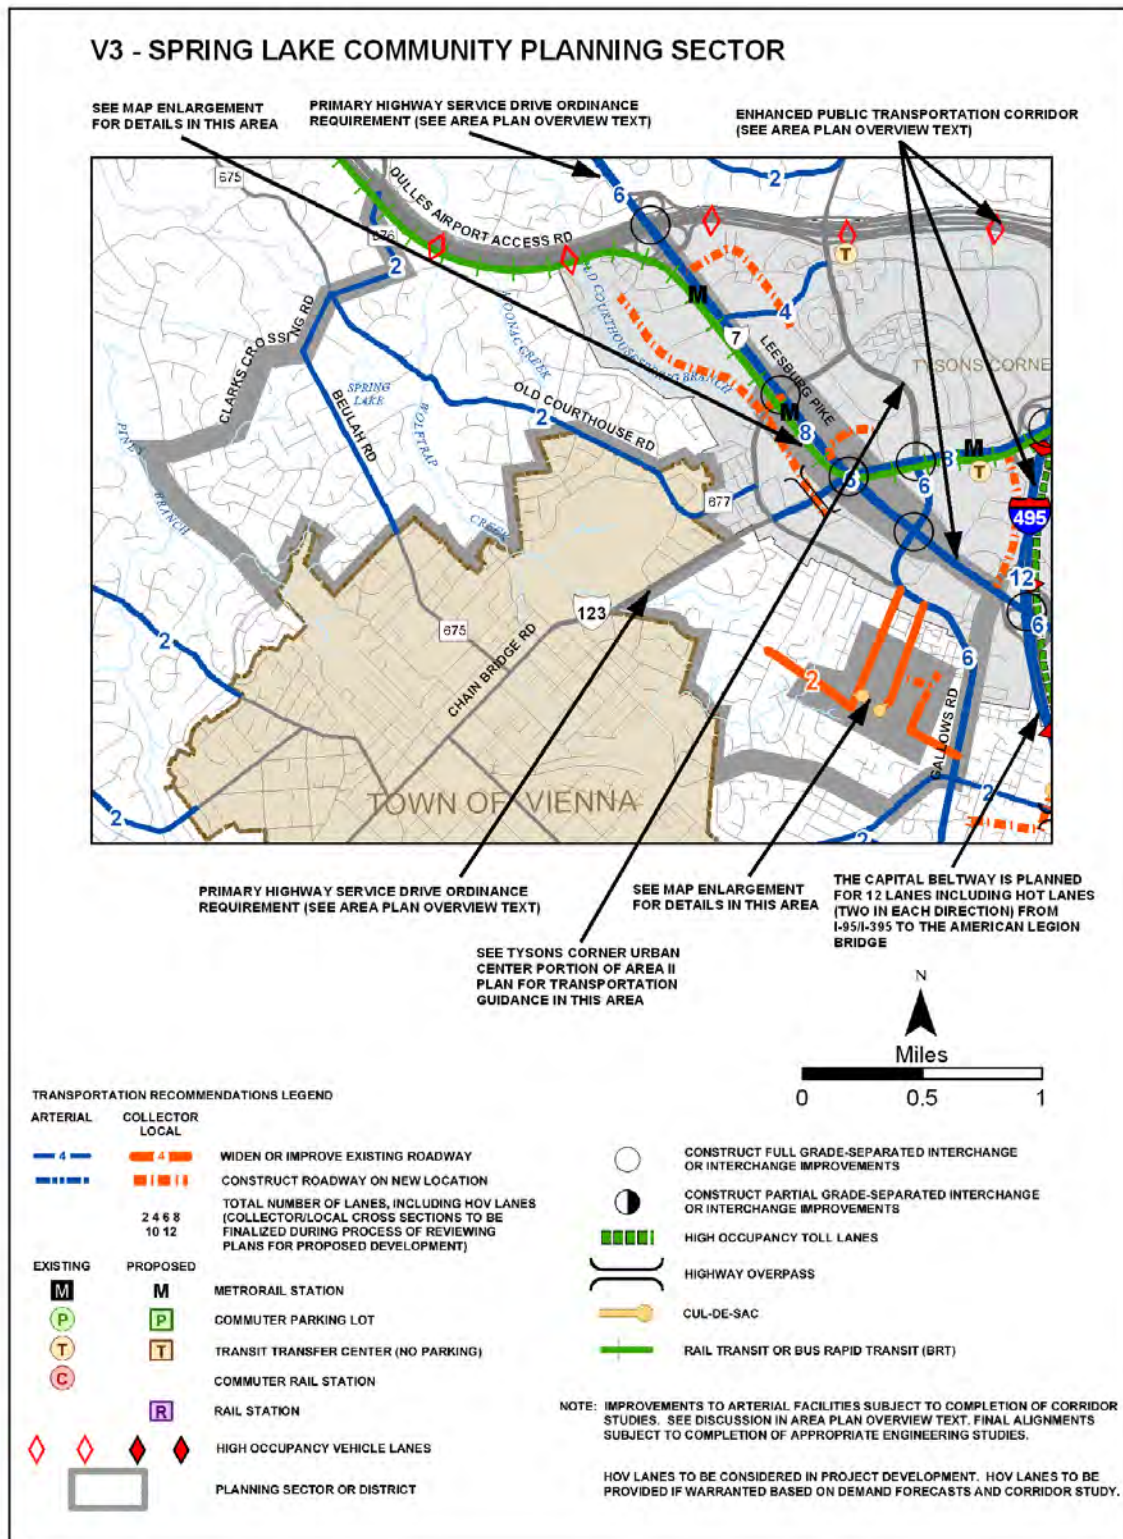 V3 - SPRING LAKE COMMUNITY PLANNING SECTOR
SEE MAP ENLARGEMENT
FOR DETAILS IN THIS AREA
PRIMARY HIGHWAY SERVICE DRIVE ORDINANCE
REQUIREMENT (SEE AREA PLAN OVERVIEW TEXT)
ENHANCED PUBLIC TRANSPORTATION CORRIDOR
(SEE AREA PLAN OVERVIEW TEXT)
675
6
2
DULLES AIRPORT ACCESS RD
676
2
T
M
4
7
CLARKS CROSSING RD
SPRING
LAKE
BEULAH RD
WOLFTRAP
CREEK
MOONAC CREEK
OLD COURTHOUSE SPRING BRANCH
OLD COURTHOUSE RD
2
LEESBURG PIKE
TYSONS CORNE
M
8
M
8
T
6
6
677
495
12
6
PINEY
BRANCH
123
675
CHAIN BRIDGE RD
2
2
6
GALLOWS RD
2
2
2
TOWN OF VIENNA
2
PRIMARY HIGHWAY SERVICE DRIVE ORDINANCE
REQUIREMENT (SEE AREA PLAN OVERVIEW TEXT)
SEE MAP ENLARGEMENT
FOR DETAILS IN THIS AREA
THE CAPITAL BELTWAY IS PLANNED
FOR 12 LANES INCLUDING HOT LANES
(TWO IN EACH DIRECTION) FROM
I-95/I-395 TO THE AMERICAN LEGION
BRIDGE
SEE TYSONS CORNER URBAN
CENTER PORTION OF AREA II
PLAN FOR TRANSPORTATION
GUIDANCE IN THIS AREA
N
Miles
0 0.5 1
TRANSPORTATION RECOMMENDATIONS LEGEND
ARTERIAL COLLECTOR
LOCAL
4 4 WIDEN OR IMPROVE EXISTING ROADWAY
CONSTRUCT ROADWAY ON NEW LOCATION
2 4 6 8
10 12
TOTAL NUMBER OF LANES, INCLUDING HOV LANES
(COLLECTOR/LOCAL CROSS SECTIONS TO BE
FINALIZED DURING PROCESS OF REVIEWING
PLANS FOR PROPOSED DEVELOPMENT)
EXISTING PROPOSED
M M METRORAIL STATION
P P COMMUTER PARKING LOT
T T TRANSIT TRANSFER CENTER (NO PARKING)
C COMMUTER RAIL STATION
R RAIL STATION
HIGH OCCUPANCY VEHICLE LANES
PLANNING SECTOR OR DISTRICT
CONSTRUCT FULL GRADE-SEPARATED INTERCHANGE
OR INTERCHANGE IMPROVEMENTS
CONSTRUCT PARTIAL GRADE-SEPARATED INTERCHANGE
OR INTERCHANGE IMPROVEMENTS
HIGH OCCUPANCY TOLL LANES
HIGHWAY OVERPASS
CUL-DE-SAC
RAIL TRANSIT OR BUS RAPID TRANSIT (BRT)
NOTE: IMPROVEMENTS TO ARTERIAL FACILITIES SUBJECT TO COMPLETION OF CORRIDOR
STUDIES. SEE DISCUSSION IN AREA PLAN OVERVIEW TEXT. FINAL ALIGNMENTS
SUBJECT TO COMPLETION OF APPROPRIATE ENGINEERING STUDIES.
HOV LANES TO BE CONSIDERED IN PROJECT DEVELOPMENT. HOV LANES TO BE
PROVIDED IF WARRANTED BASED ON DEMAND FORECASTS AND CORRIDOR STUDY.